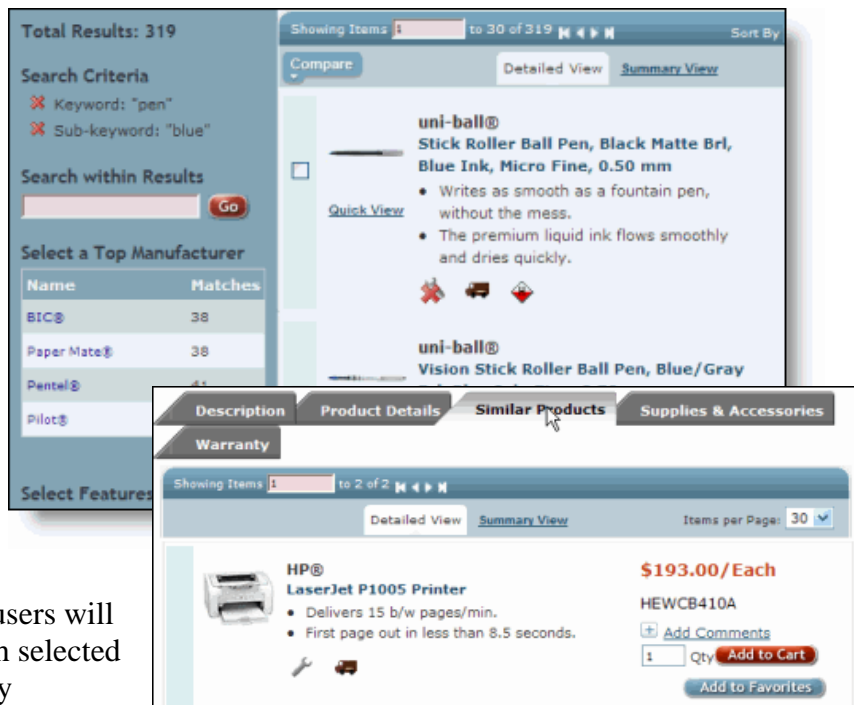 Total Results: 319
Search Criteria
Keyword: "pen"
Sub-keyword: "blue"
Search within Results
Go
Select a Top Manufacturer
Name Matches
BIC® 38
Paper Mate® 38
Pentel® 41
Pilot®
Select Features
Showing Items 1 to 30 of 319 Sort By
Compare
Detailed View Summary View
uni-ball®
Stick Roller Ball Pen, Black Matte Brl,
Blue Ink, Micro Fine, 0.50 mm
• Writes as smooth as a fountain pen,
without the mess.
• The premium liquid ink flows smoothly
and dries quickly.
Quick View
uni-ball®
Vision Stick Roller Ball Pen, Blue/Gray
Description Product Details Similar Products Supplies & Accessories
Warranty
Showing Items 1 to 2 of 2
Detailed View Summary View Items per Page: 30
HP®
LaserJet P1005 Printer
• Delivers 15 b/w pages/min.
• First page out in less than 8.5 seconds.
$193.00/Each
HEWCB410A
Add Comments
1 Qty Add to Cart
Add to Favorites
users will
selected